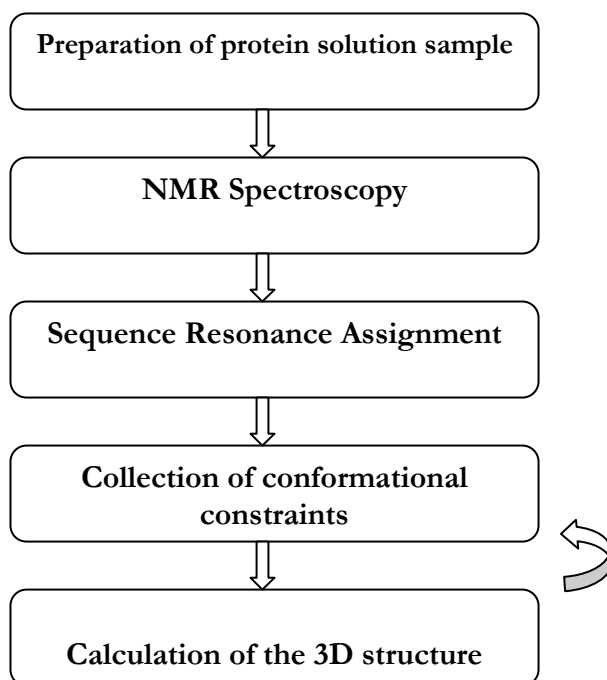 Preparation of protein solution sample
NMR Spectroscopy
Sequence Resonance Assignment
Collection of conformational
constraints
Calculation of the 3D structure